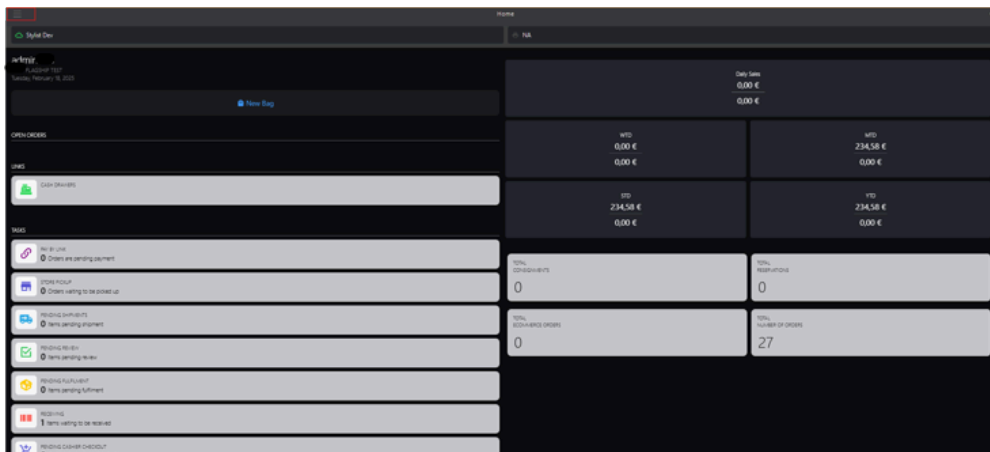 Home
Stylist Dev
NA
admin
FLAGSHIP TEST
Tuesday, February 18, 2025
New Bag
OPEN ORDERS
LINKS
CASH DRAWERS
TASKS
PAY BY LINK
0 Orders are pending payment
STORE PICKUP
0 Orders waiting to be picked up
PENDING SHIPMENTS
0 Items pending shipment
PENDING REVIEW
0 Items pending review
PENDING FULFILMENT
0 Items pending fulfilment
RECEIVING
1 Items waiting to be received
PENDING CASHIER CHECKOUT
Daily Sales
0,00 €
0,00 €
WTD
0,00 €
0,00 €
MTD
234,58 €
0,00 €
STD
234,58 €
0,00 €
YTD
234,58 €
0,00 €
TOTAL
CONSIGNMENTS
0
TOTAL
RESERVATIONS
0
TOTAL
ECOMMERCE ORDERS
0
TOTAL
NUMBER OF ORDERS
27